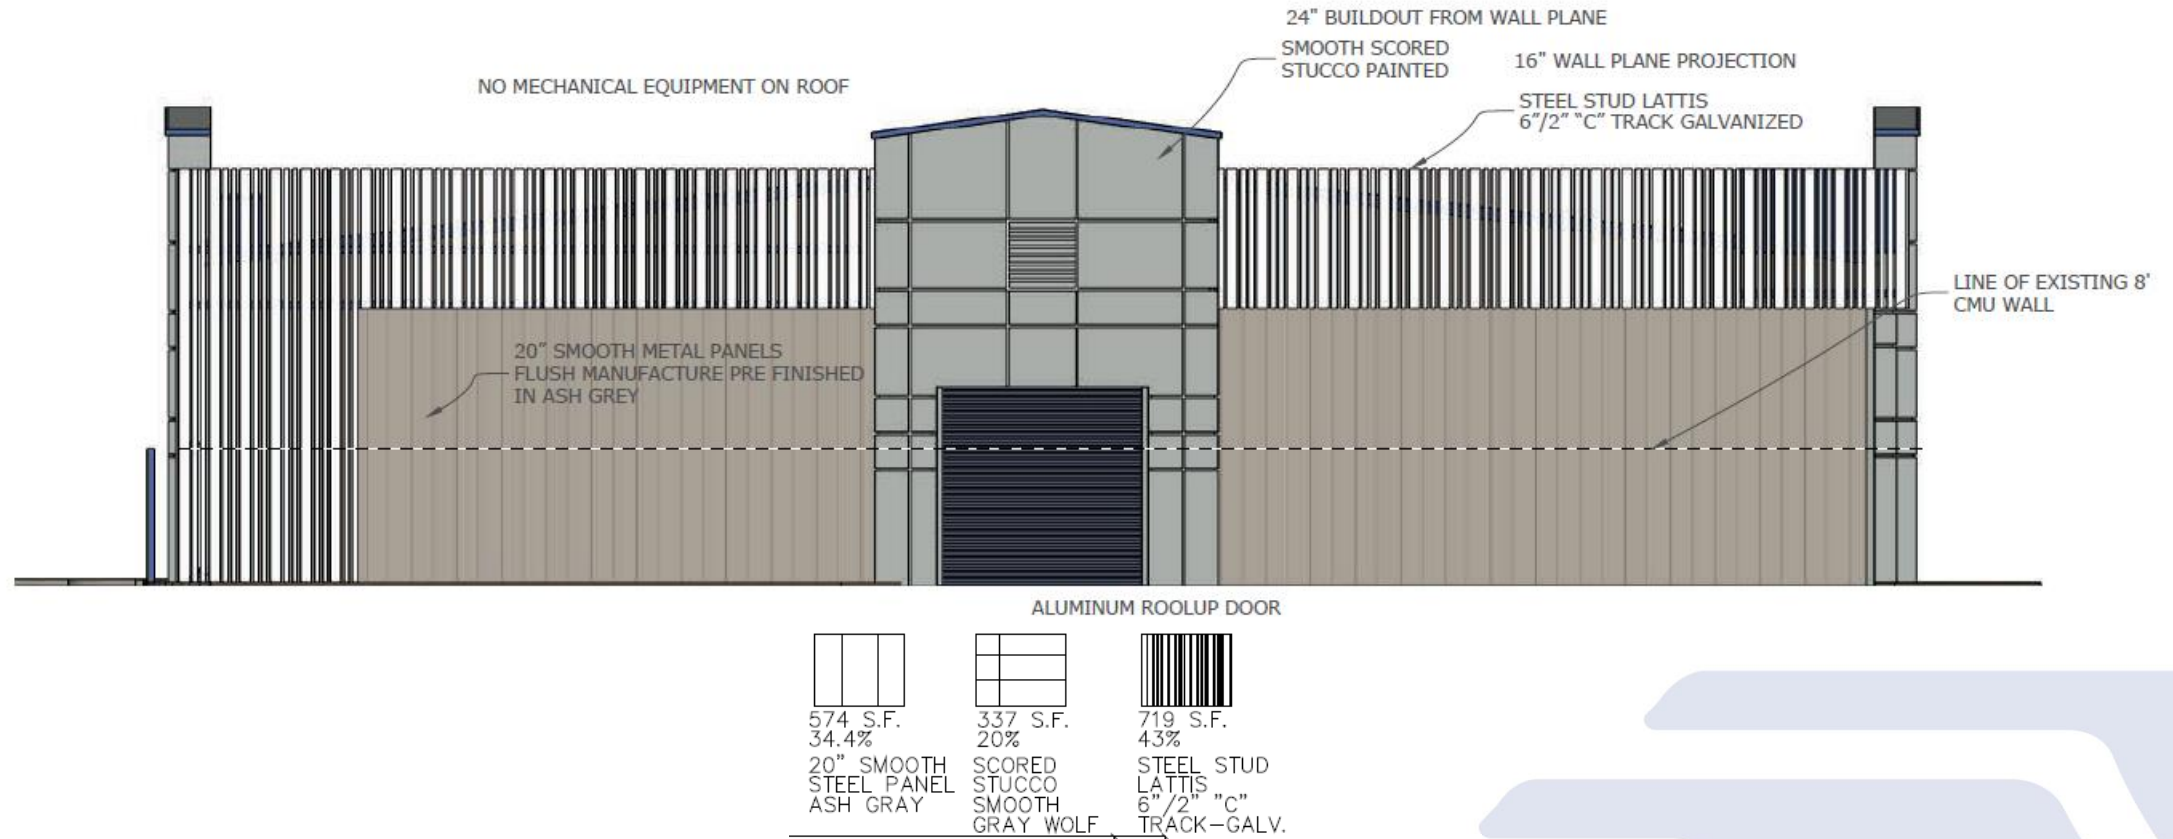 24" BUILDOUT FROM WALL PLANE
SMOOTH SCORED
STUCCO PAINTED
16" WALL PLANE PROJECTION
NO MECHANICAL EQUIPMENT ON ROOF
STEEL STUD LATTIS
6"/2" "C" TRACK GALVANIZED
LINE OF EXISTING 8'
CMU WALL
20" SMOOTH METAL PANELS
FLUSH MANUFACTURE PRE FINISHED
IN ASH GREY
ALUMINUM ROOLUP DOOR
574 S.F.
34.4%
20" SMOOTH
STEEL PANEL
ASH GRAY
337 S.F.
20%
SCORED
STUCCO
SMOOTH
GRAY WOLF
719 S.F.
43%
STEEL STUD
LATTIS
6"/2" "C"
TRACK-GALV.